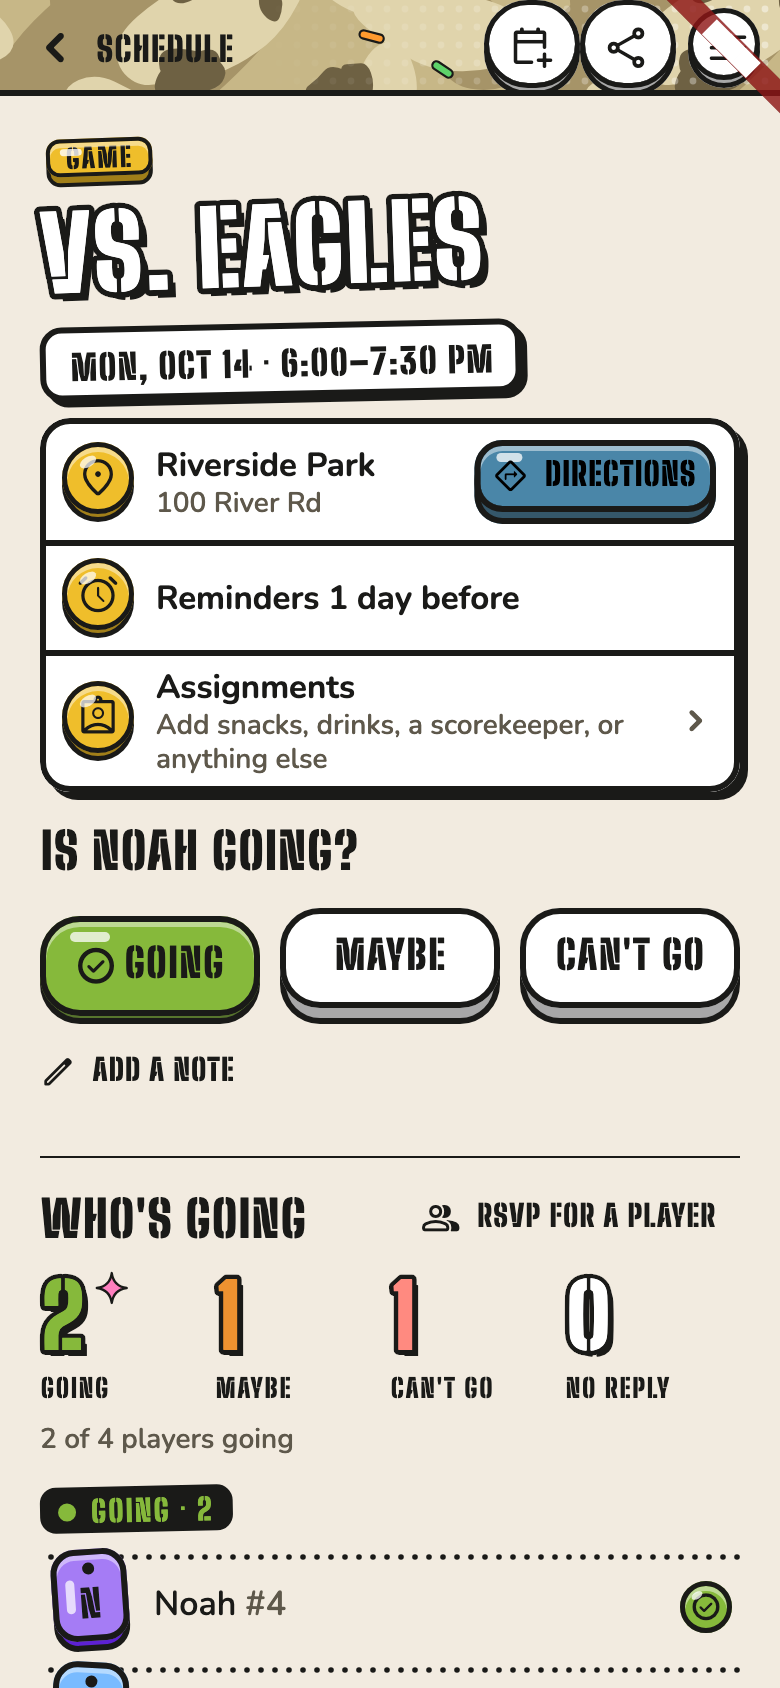 SCHEDULE
GAME
VS. EAGLES
MON, OCT 14 · 6:00–7:30 PM
Riverside Park
100 River Rd
DIRECTIONS
Reminders 1 day before
Assignments
Add snacks, drinks, a scorekeeper, or
anything else
IS NOAH GOING?
GOING
MAYBE
CAN'T GO
ADD A NOTE
WHO'S GOING
RSVP FOR A PLAYER
2
1
1
0
GOING
MAYBE
CAN'T GO
NO REPLY
2 of 4 players going
GOING · 2
N
Noah #4